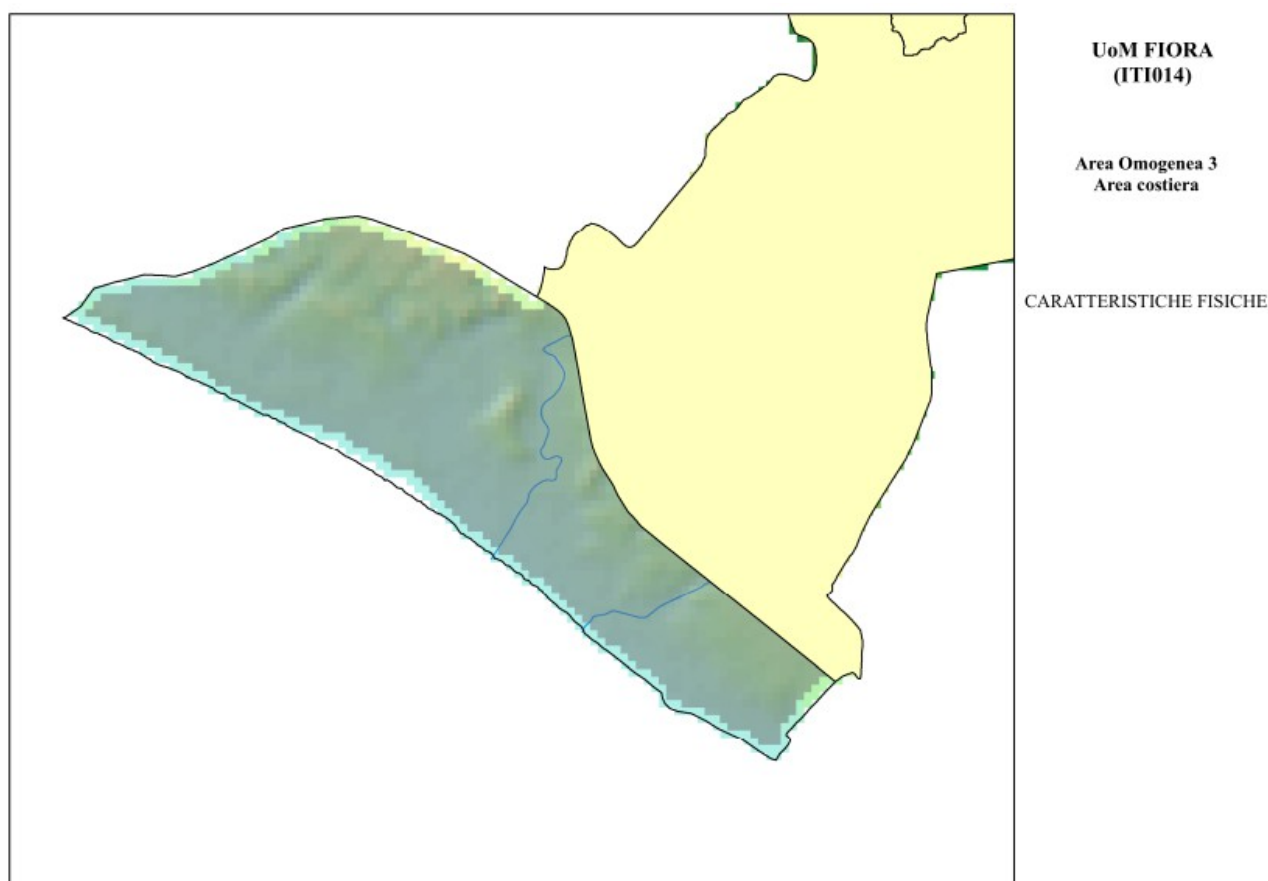 UoM FIORA
(ITI014)
Area Omogenea 3
Area costiera
CARATTERISTICHE FISICHE